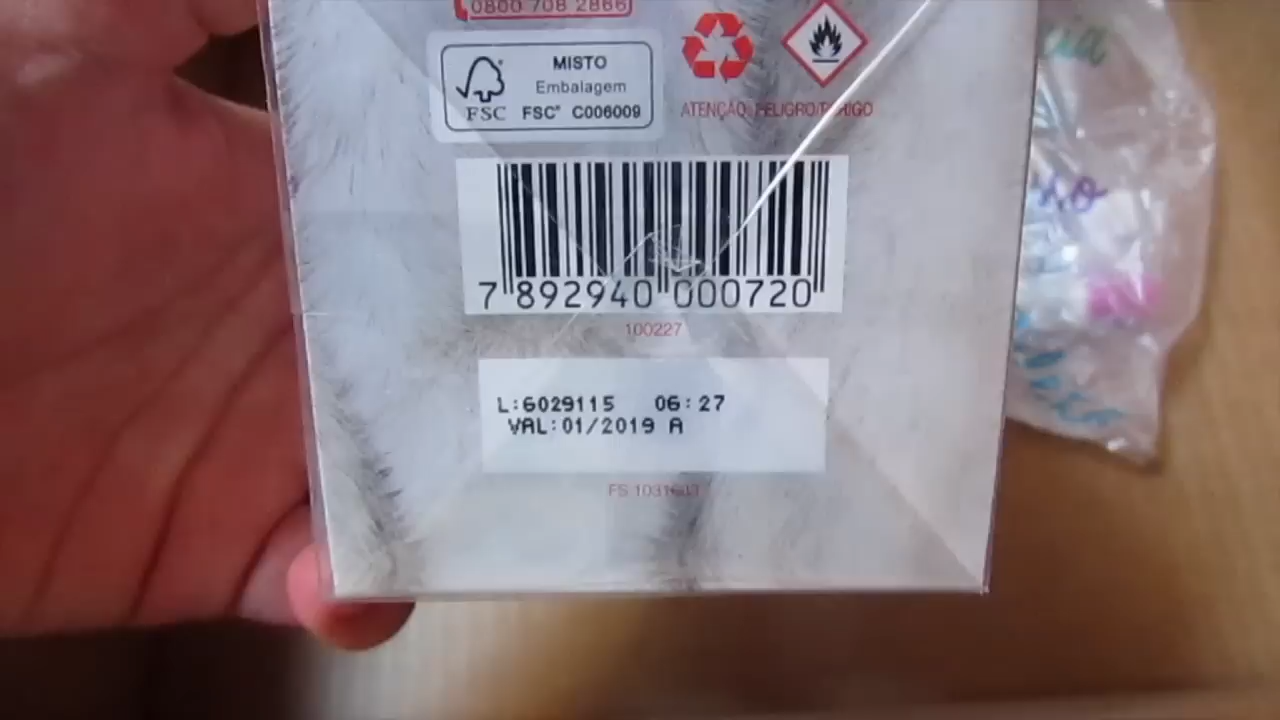 0800 708 2866
MISTO
Embalagem
FSC FSC® C006009
ATENÇÃO, PELIGRO/PERIGO
7 892940 000720
100227
L:6029115 06:27
VAL:01/2019 A